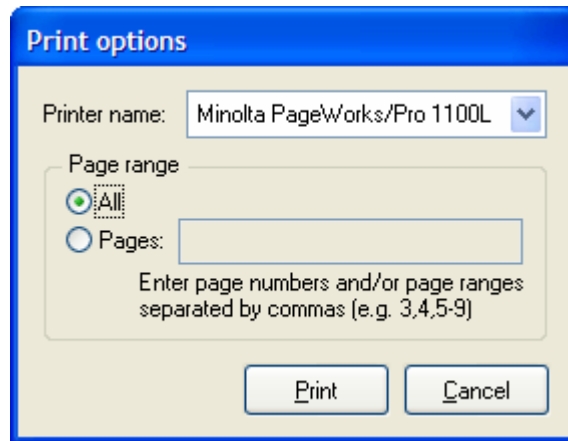 Print options
Printer name: Minolta PageWorks/Pro 1100L
Page range
All
Pages:
Enter page numbers and/or page ranges
separated by commas (e.g. 3,4,5-9)
Print Cancel